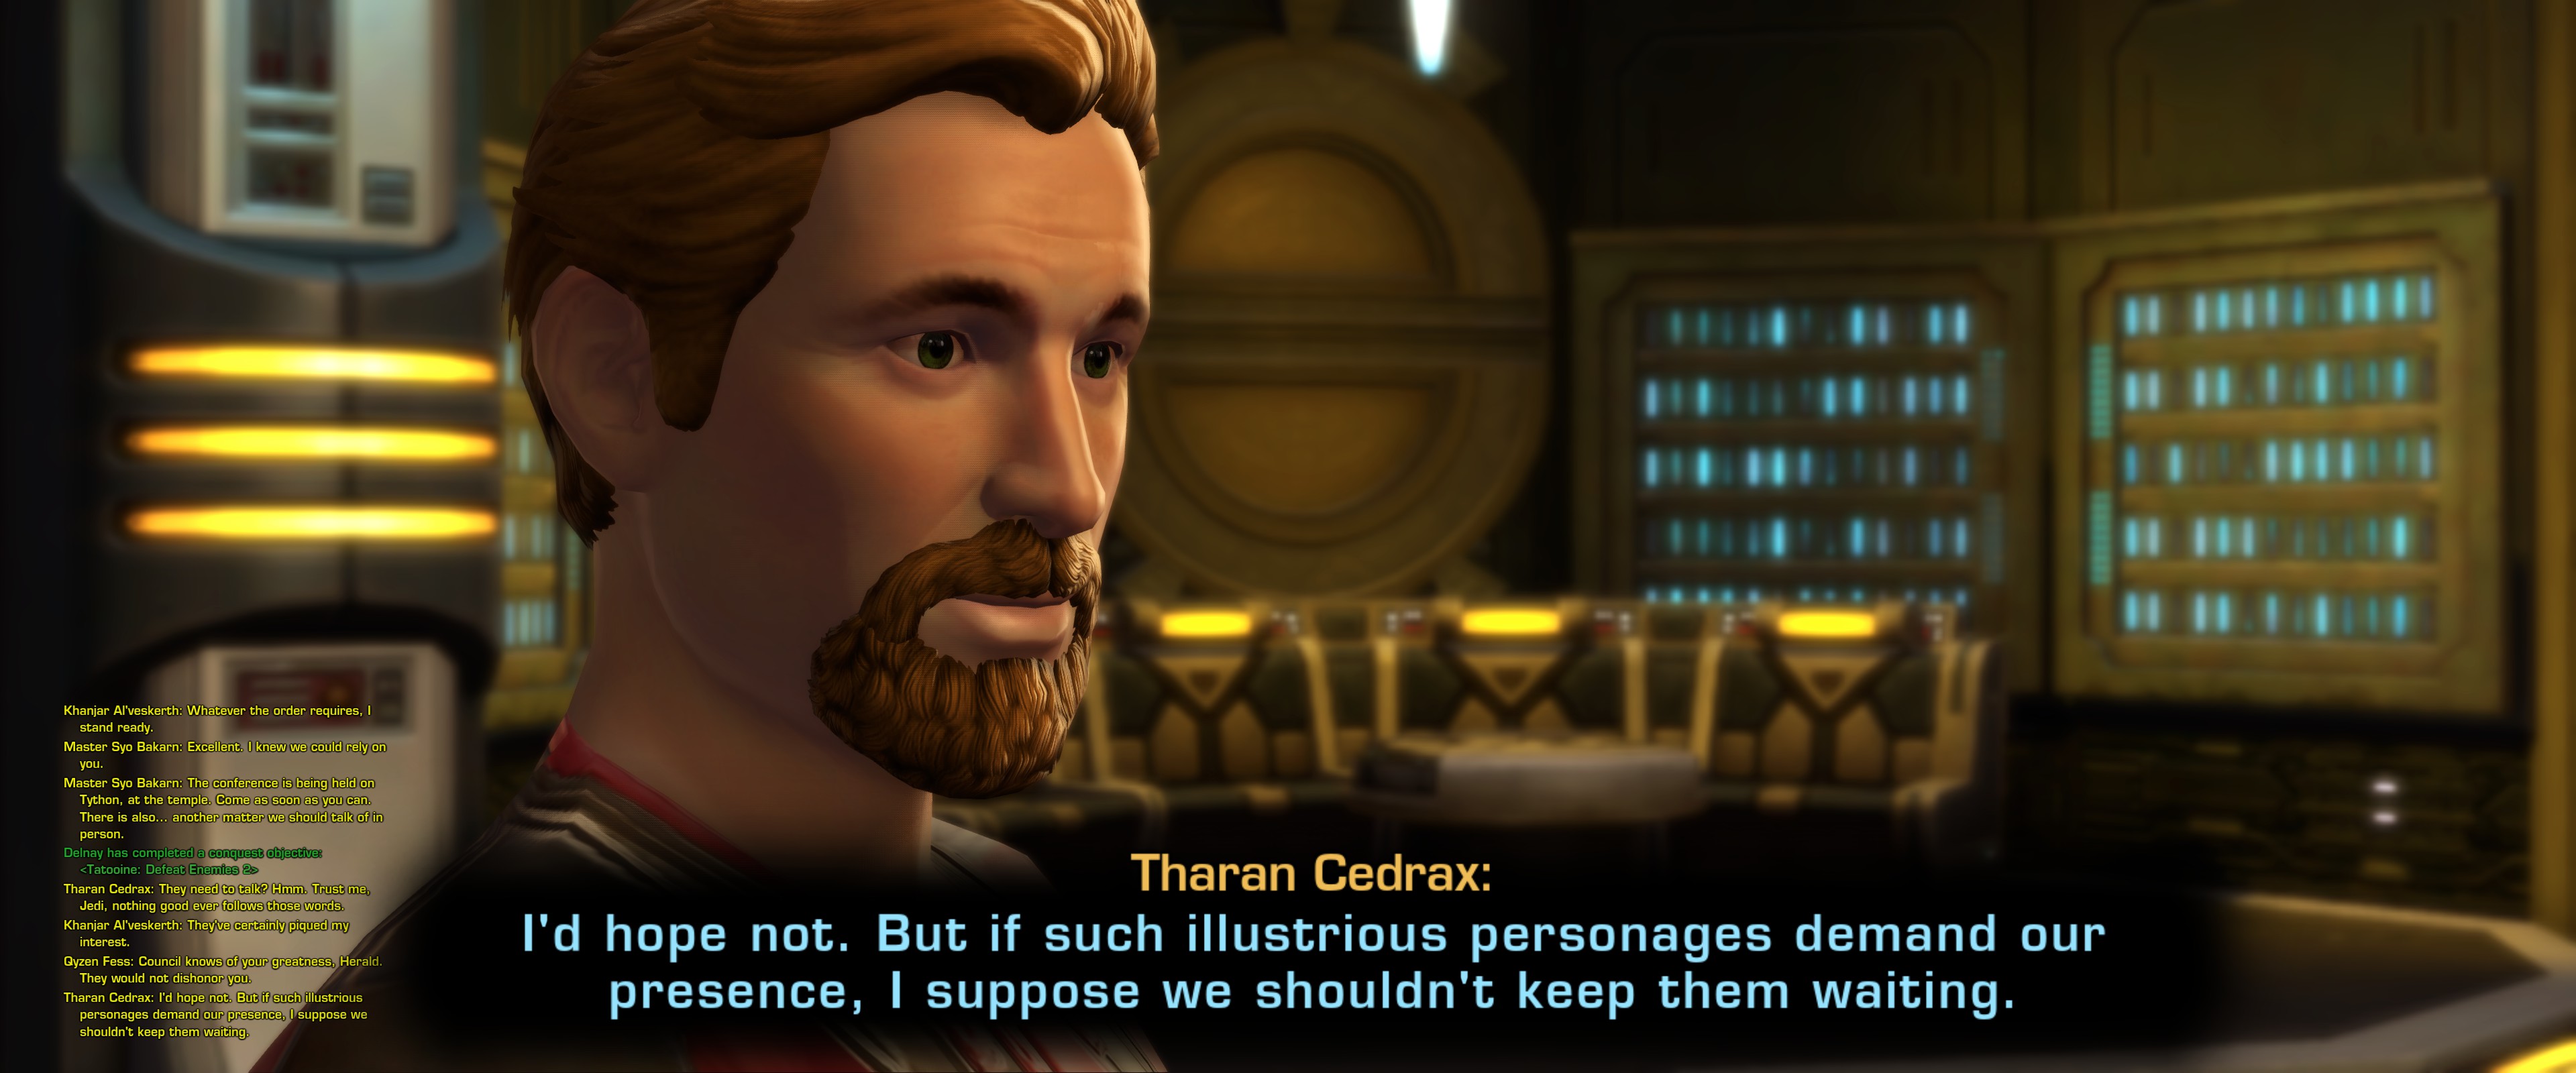 Khanjar Al'veskerth: Whatever the order requires, I
stand ready.
Master Syo Bakarn: Excellent. I knew we could rely on
you.
Master Syo Bakarn: The conference is being held on
Tython, at the temple. Come as soon as you can.
There is also... another matter we should talk of in
person.
Delnay has completed a conquest objective:
<Tatooine: Defeat Enemies 2>
Tharan Cedrax: They need to talk? Hmm. Trust me,
Jedi, nothing good ever follows those words.
Khanjar Al'veskerth: They've certainly piqued my
interest.
Qyzen Fess: Council knows of your greatness, Herald.
They would not dishonor you.
Tharan Cedrax: I'd hope not. But if such illustrious
personages demand our presence, I suppose we
shouldn't keep them waiting.
Tharan Cedrax:
I'd hope not. But if such illustrious personages demand our
presence, I suppose we shouldn't keep them waiting.